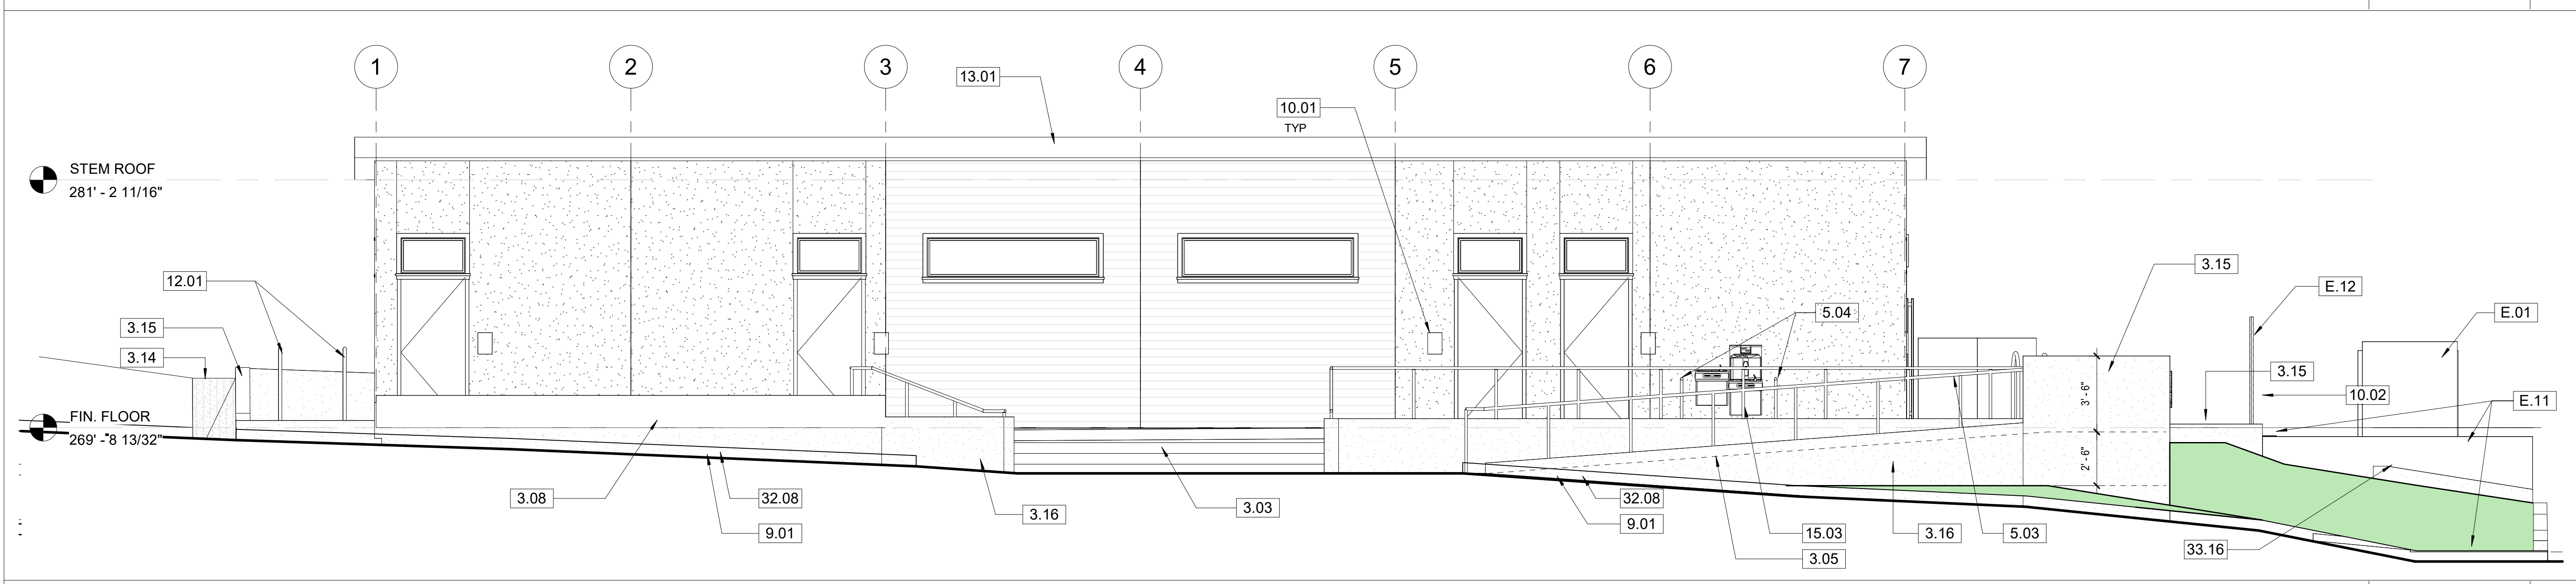 1
2
3
4
5
6
7
13.01
10.01
TYP
STEM ROOF
281' - 2 11/16"
12.01
3.15
3.14
FIN. FLOOR
269' - 8 13/32"
3.08
32.08
9.01
3.16
3.03
5.04
32.08
9.01
15.03
3.05
3.16
5.03
3.15
3' - 6"
2' - 6"
E.12
E.01
3.15
10.02
E.11
33.16